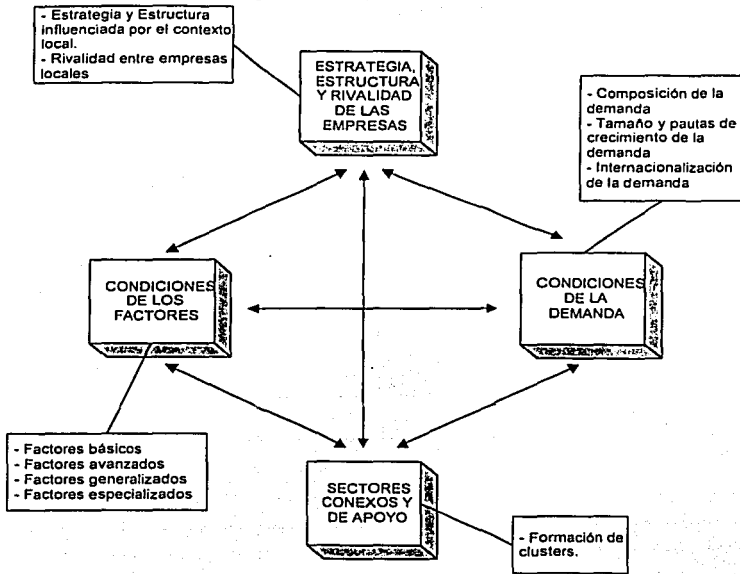 - Estrategia y Estructura
influenciada por el contexto
local.
- Rivalidad entre empresas
locales
ESTRATEGIA,
ESTRUCTURA
Y RIVALIDAD
DE LAS
EMPRESAS
- Composición de la
demanda
- Tamaño y pautas de
crecimiento de la
demanda
- Internacionalización
de la demanda
CONDICIONES
DE LOS
FACTORES
CONDICIONES
DE LA
DEMANDA
- Factores básicos
- Factores avanzados
- Factores generalizados
- Factores especializados
SECTORES
CONEXOS Y
DE APOYO
- Formación de
clusters.